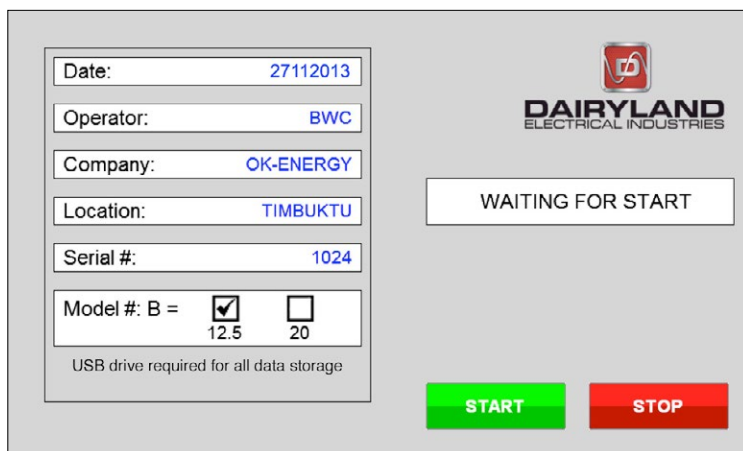 Date: 27112013
Operator: BWC
Company: OK-ENERGY
Location: TIMBUKTU
Serial #: 1024
Model #: B =
12.5 20
USB drive required for all data storage
D
DAIRYLAND
ELECTRICAL INDUSTRIES
WAITING FOR START
START STOP